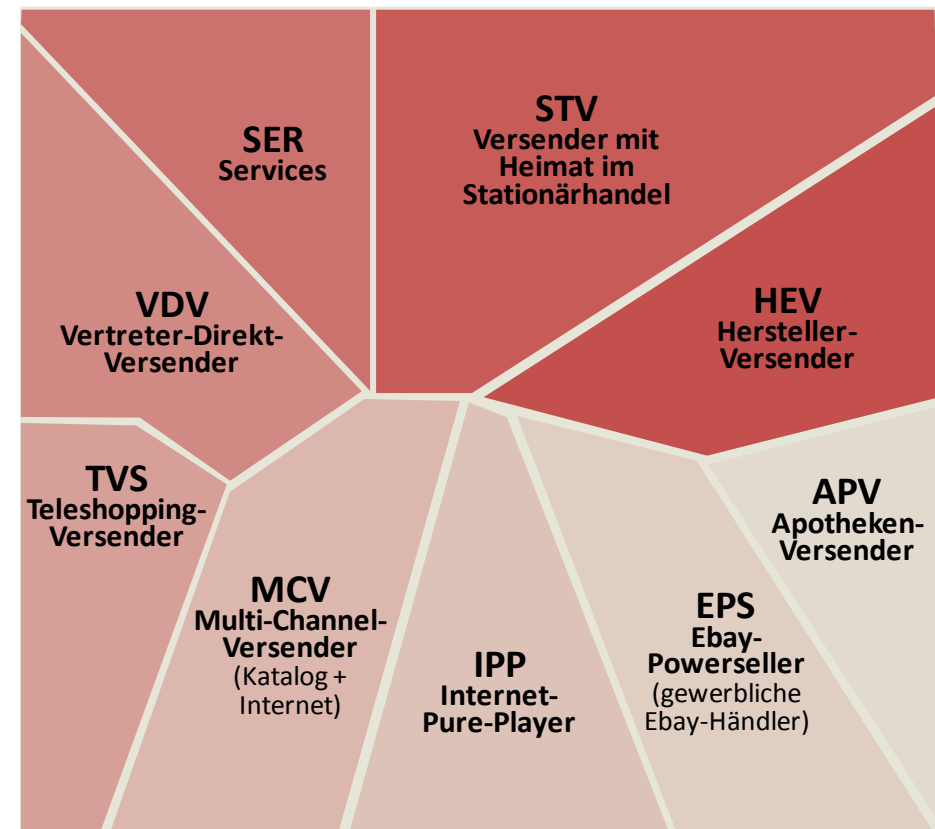 SER
Services
STV
Versender mit
Heimat im
Stationärhandel
VDV
Vertreter-Direkt-
Versender
HEV
Hersteller-
Versender
TVS
Teleshopping-
Versender
MCV
Multi-Channel-
Versender
(Katalog +
Internet)
IPP
Internet-
Pure-Player
EPS
Ebay-
Powerseller
(gewerbliche
Ebay-Händler)
APV
Apotheken-
Versender